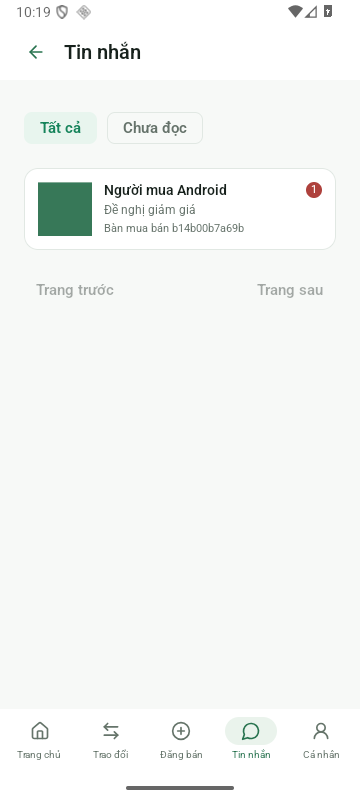 10:19
Tin nhắn
Tất cả
Chưa đọc
Người mua Android
1
Đề nghị giảm giá
Bàn mua bán b14b00b7a69b
Trang trước
Trang sau
Trang chủ
Trao đổi
Đăng bán
Tin nhắn
Cá nhân